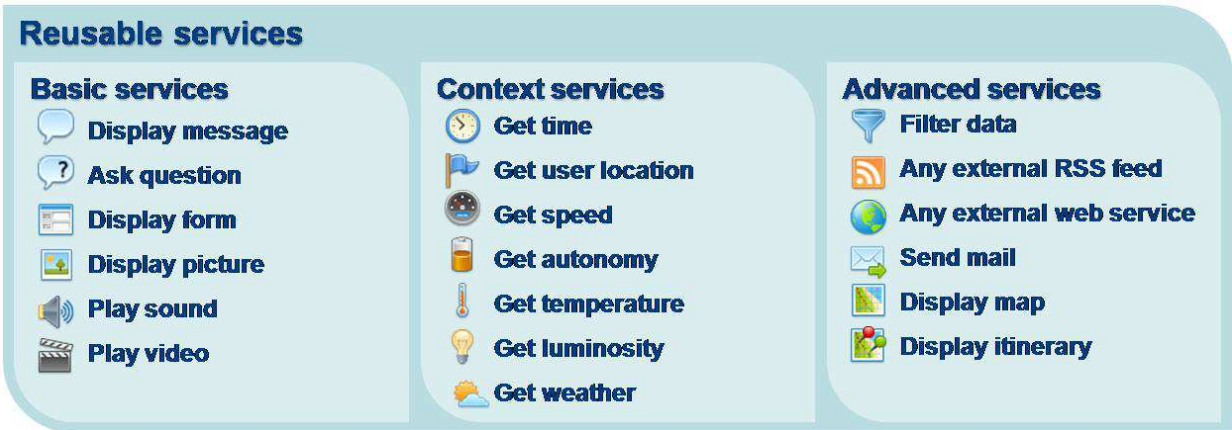 Reusable services
Basic services
Display message
Ask question
Display form
Display picture
Play sound
Play video
Context services
Get time
Get user location
Get speed
Get autonomy
Get temperature
Get luminosity
Get weather
Advanced services
Filter data
Any external RSS feed
Any external web service
Send mail
Display map
Display itinerary